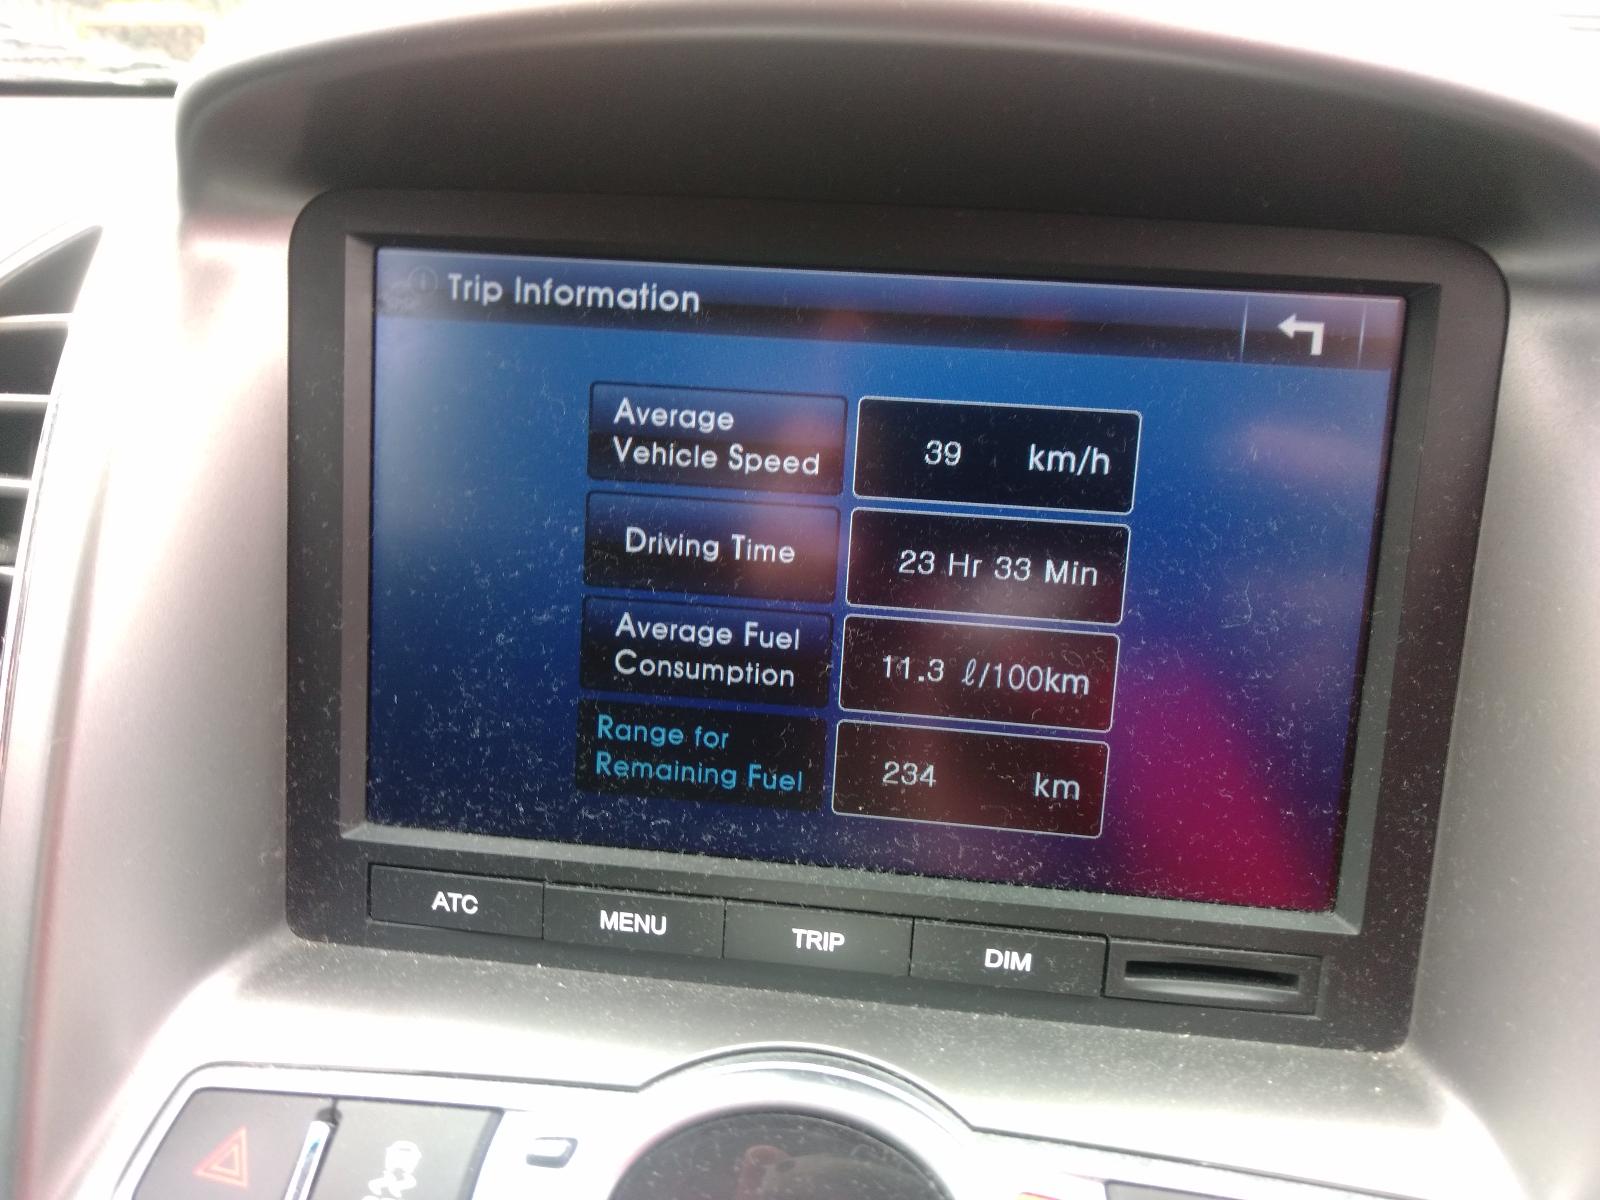 Trip Information
Average
Vehicle Speed
39 km/h
Driving Time
23 Hr 33 Min
Average Fuel
Consumption
11.3 ℓ/100km
Range for
Remaining Fuel
234 km
ATC
MENU
TRIP
DIM